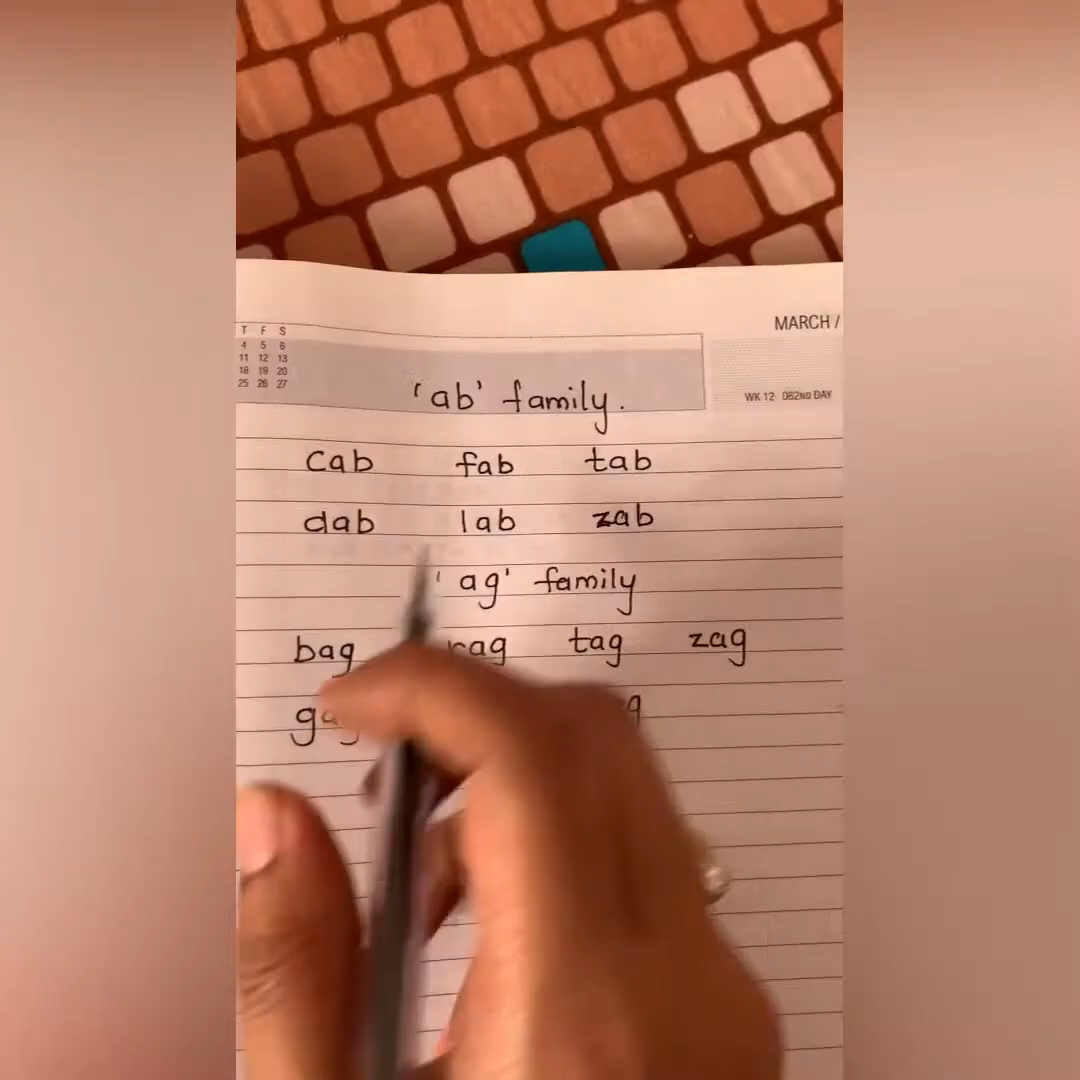 MARCH /
T F S
4 5 6
11 12 13
18 19 20
25 26 27
WK 12 082ND DAY
'ab' family.
cab fab tab
dab lab zab
'ag' family
bag rag tag zag